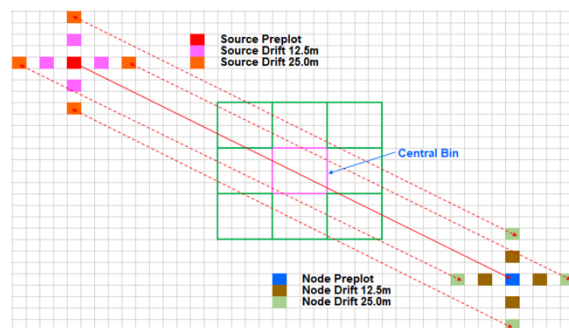 Source Preplot
Source Drift 12.5m
Source Drift 25.0m
Central Bin
Node Preplot
Node Drift 12.5m
Node Drift 25.0m